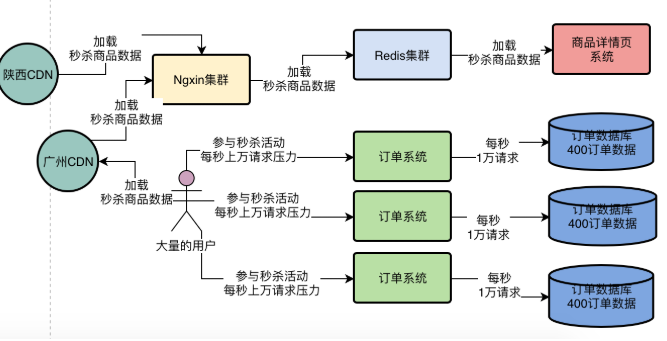 陕西CDN
加载
秒杀商品数据
Ngxin集群
加载
秒杀商品数据
Redis集群
加载
秒杀商品数据
商品详情页
系统
加载
秒杀商品数据
广州CDN
加载
秒杀商品数据
大量的用户
参与秒杀活动
每秒上万请求压力
订单系统
每秒
1万请求
订单数据库
400订单数据
参与秒杀活动
每秒上万请求压力
订单系统
每秒
1万请求
订单数据库
400订单数据
参与秒杀活动
每秒上万请求压力
订单系统
每秒
1万请求
订单数据库
400订单数据